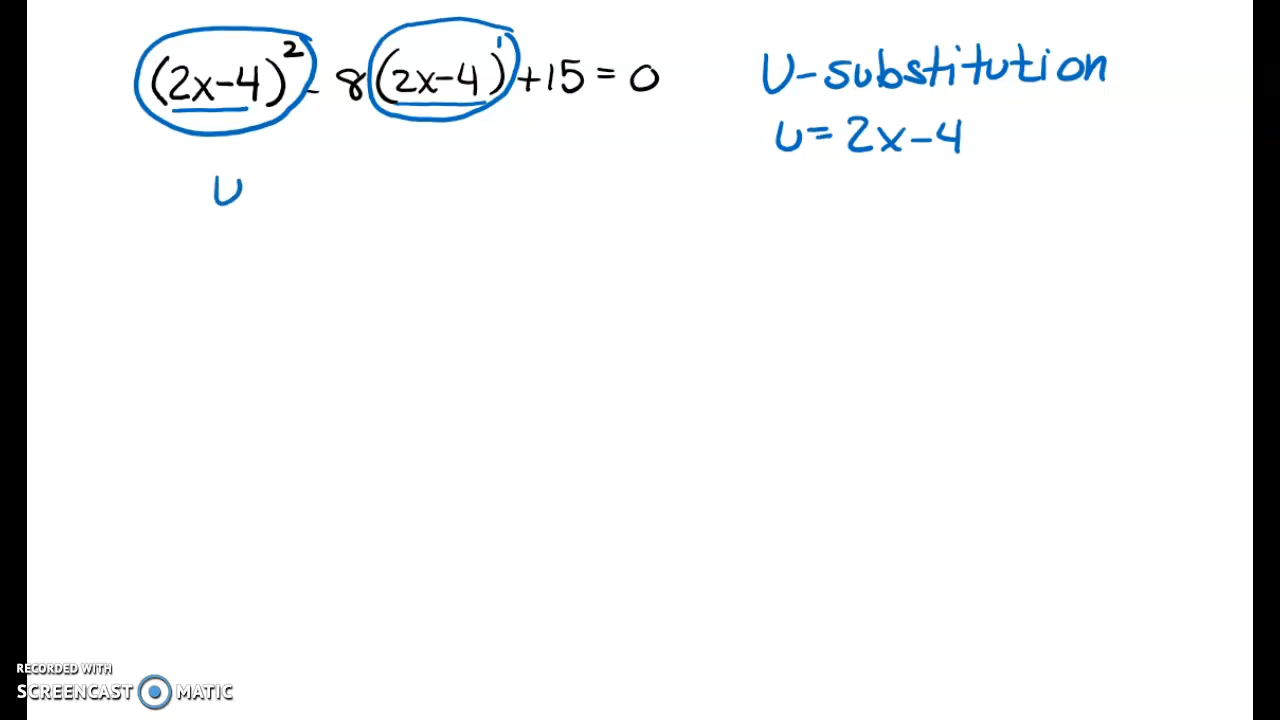 (2x-4)² - 8(2x-4)¹ +15 = 0
U-substitution
u= 2x-4
U
RECORDED WITH
SCREENCAST MATIC